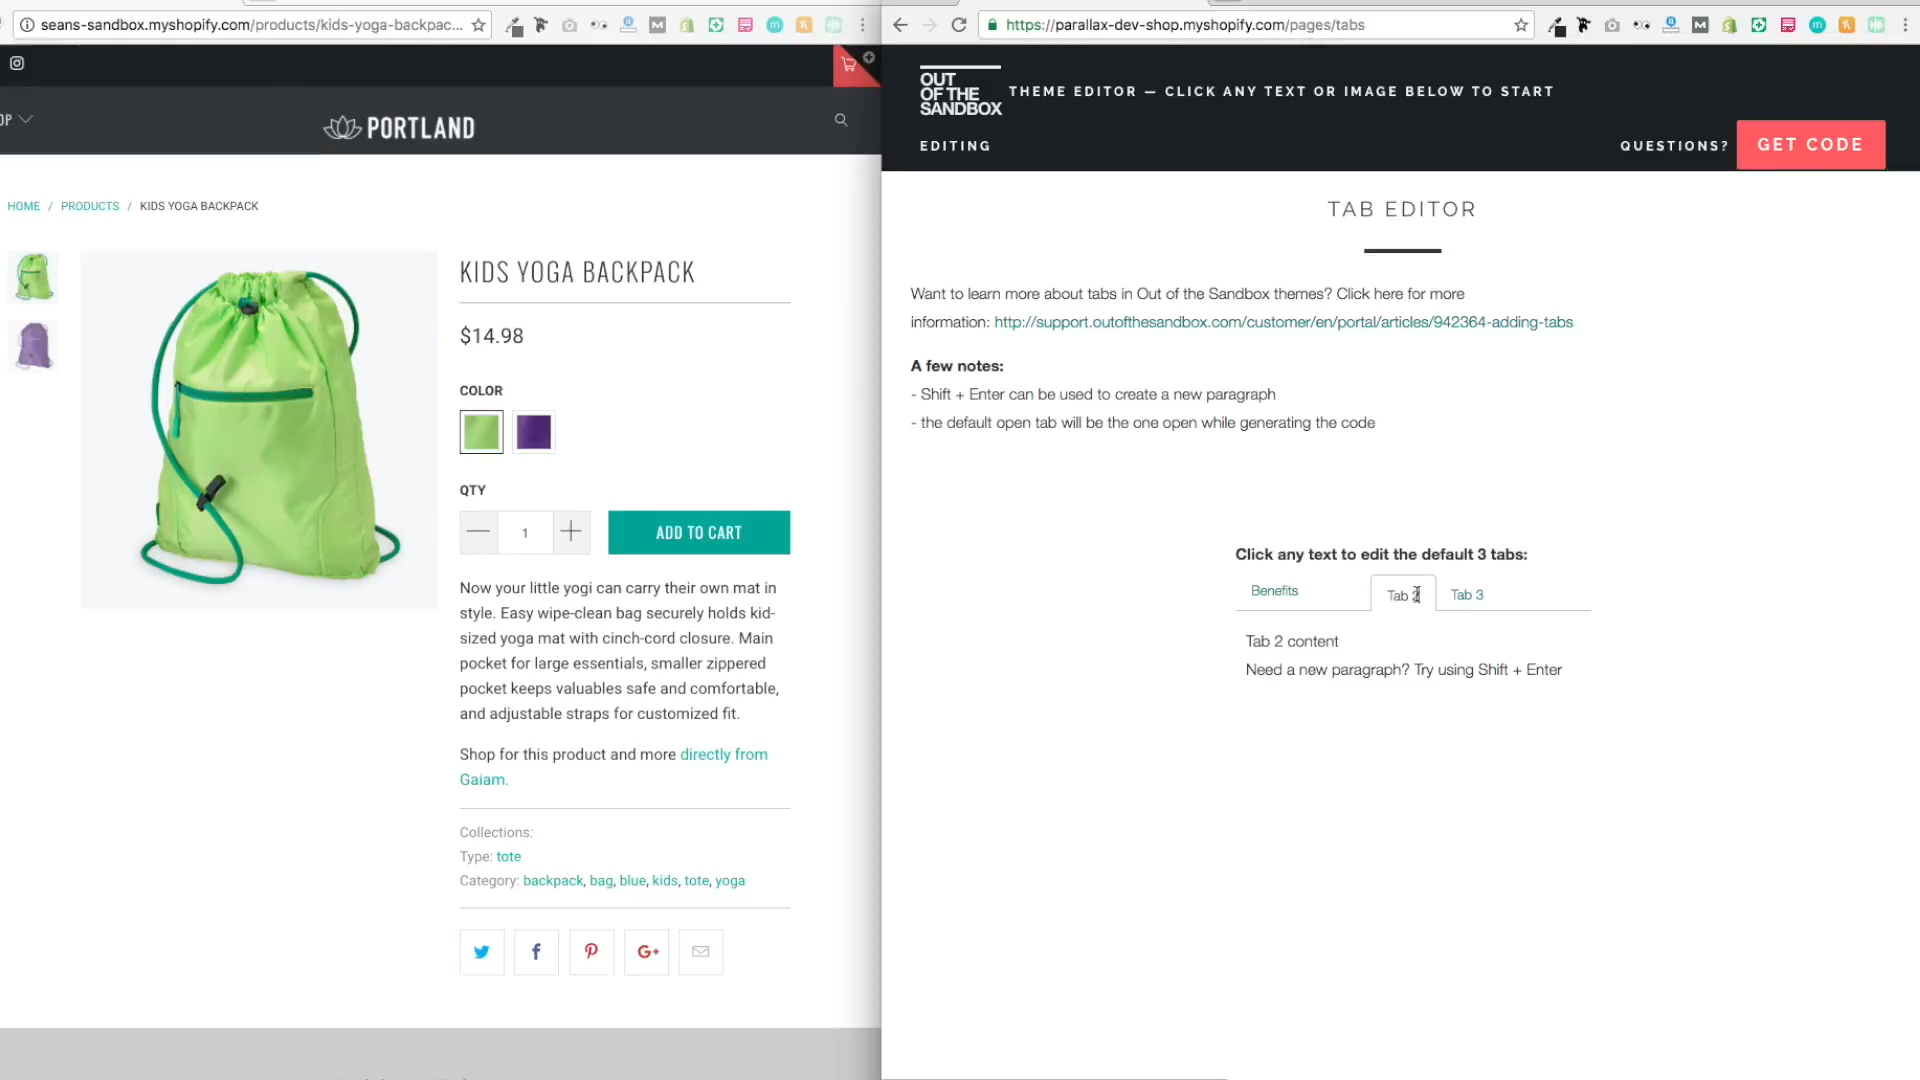 seans-sandbox.myshopify.com/products/kids-yoga-backpac...
OP
PORTLAND
HOME / PRODUCTS / KIDS YOGA BACKPACK
KIDS YOGA BACKPACK
$14.98
COLOR
QTY
1
ADD TO CART
Now your little yogi can carry their own mat in
style. Easy wipe-clean bag securely holds kid-
sized yoga mat with cinch-cord closure. Main
pocket for large essentials, smaller zippered
pocket keeps valuables safe and comfortable,
and adjustable straps for customized fit.
Shop for this product and more directly from
Gaiam.
Collections:
Type: tote
Category: backpack, bag, blue, kids, tote, yoga
G+
https://parallax-dev-shop.myshopify.com/pages/tabs
OUT
OF THE
SANDBOX
THEME EDITOR — CLICK ANY TEXT OR IMAGE BELOW TO START
EDITING
QUESTIONS?
GET CODE
TAB EDITOR
Want to learn more about tabs in Out of the Sandbox themes? Click here for more
information: http://support.outofthesandbox.com/customer/en/portal/articles/942364-adding-tabs
A few notes:
- Shift + Enter can be used to create a new paragraph
- the default open tab will be the one open while generating the code
Click any text to edit the default 3 tabs:
Benefits
Tab 2
Tab 3
Tab 2 content
Need a new paragraph? Try using Shift + Enter